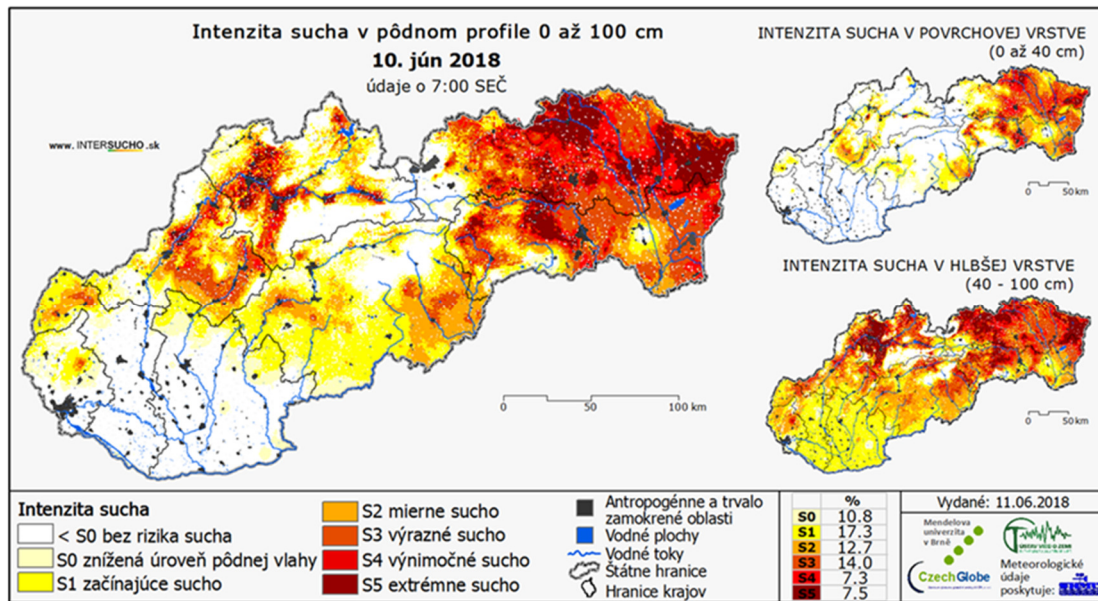 Intenzita sucha v pôdnom profile 0 až 100 cm
10. jún 2018
údaje o 7:00 SEČ
www. INTERSUCHO.sk
0 50 100 km
INTENZITA SUCHA V POVRCHOVEJ VRSTVE
(0 až 40 cm)
0 50 km
INTENZITA SUCHA V HLBŠEJ VRSTVE
(40 - 100 cm)
0 50 km
Intenzita sucha
< S0 bez rizika sucha
S0 znížená úroveň pôdnej vlahy
S1 začínajúce sucho
S2 mierne sucho
S3 výrazné sucho
S4 výnimočné sucho
S5 extrémne sucho
Antropogénne a trvalo
zamokrené oblasti
Vodné plochy
Vodné toky
Štátne hranice
Hranice krajov
%
S0 10.8
S1 17.3
S2 12.7
S3 14.0
S4 7.3
S5 7.5
Vydané: 11.06.2018
Mendelova
univerzita
v Brně
CzechGlobe
Meteorologické
údaje
poskytuje: